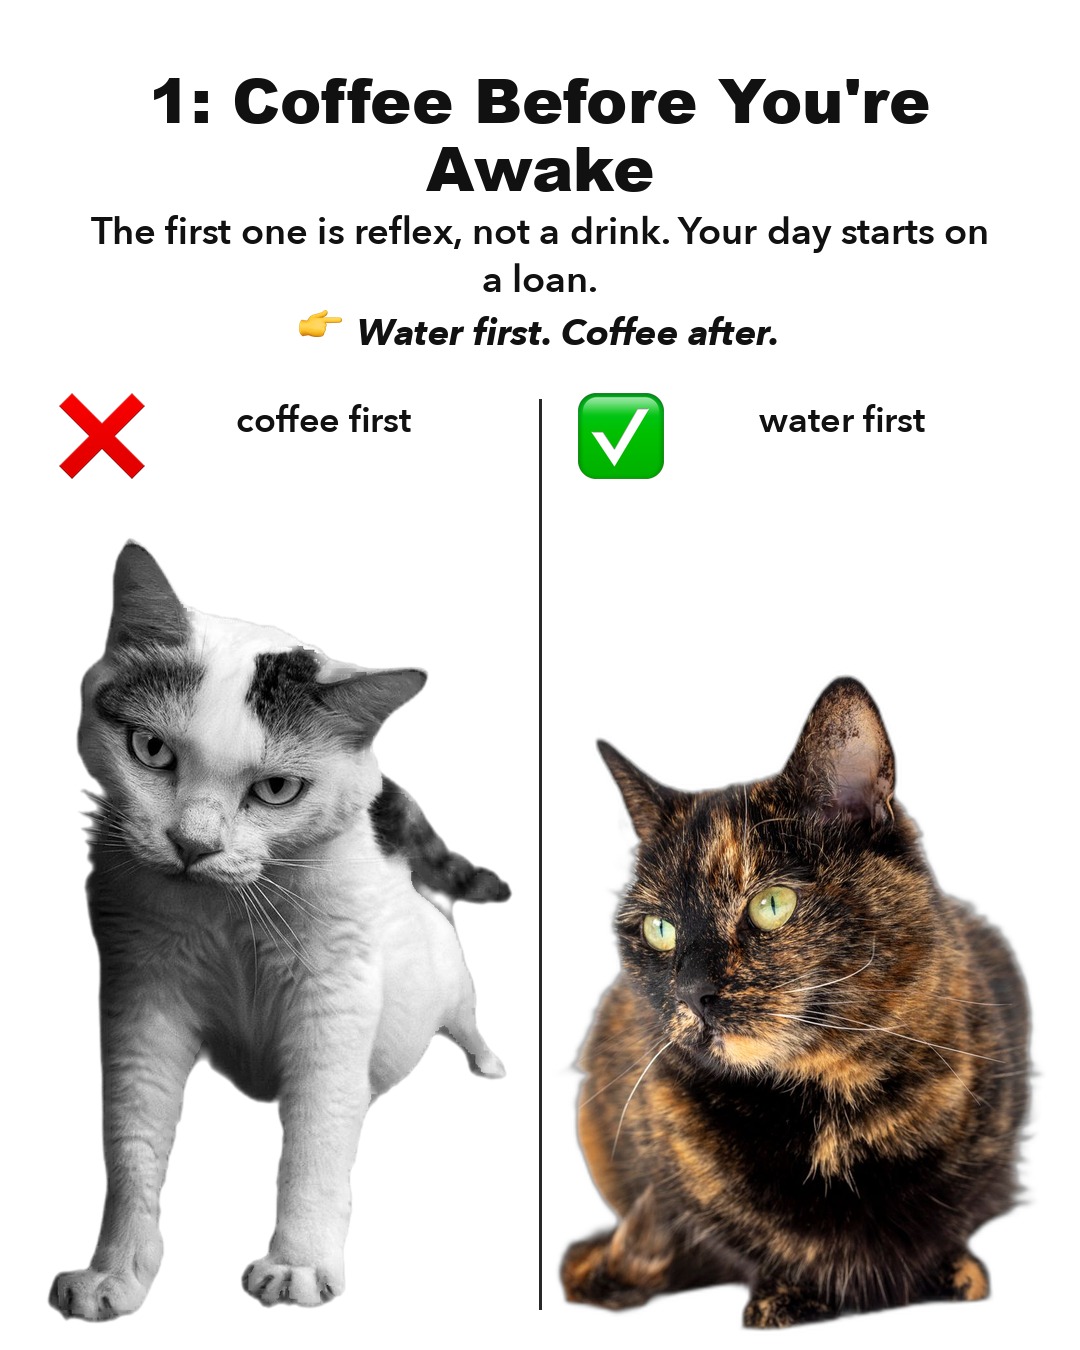 1: Coffee Before You're
Awake
The first one is reflex, not a drink. Your day starts on
a loan.
👉 Water first. Coffee after.
❌ coffee first
✅ water first